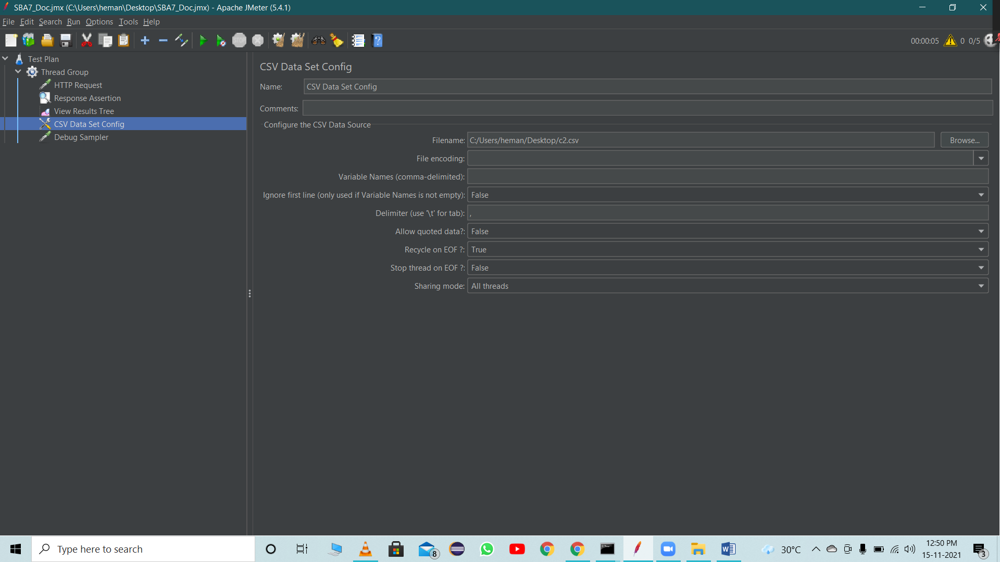 SBA7_Doc.jmx (C:\Users\heman\Desktop\SBA7_Doc.jmx) - Apache JMeter (5.4.1)
File Edit Search Run Options Tools Help
STOP
?
00:00:05 0 0/5
Test Plan
Thread Group
HTTP Request
Response Assertion
View Results Tree
CSV Data Set Config
Debug Sampler
CSV Data Set Config
Name: CSV Data Set Config
Comments:
Configure the CSV Data Source
Filename: C:/Users/heman/Desktop/c2.csv Browse...
File encoding:
Variable Names (comma-delimited):
Ignore first line (only used if Variable Names is not empty): False
Delimiter (use '\t' for tab): ,
Allow quoted data?: False
Recycle on EOF ?: True
Stop thread on EOF ?: False
Sharing mode: All threads
Type here to search
8
W
30°C
12:50 PM
15-11-2021
3